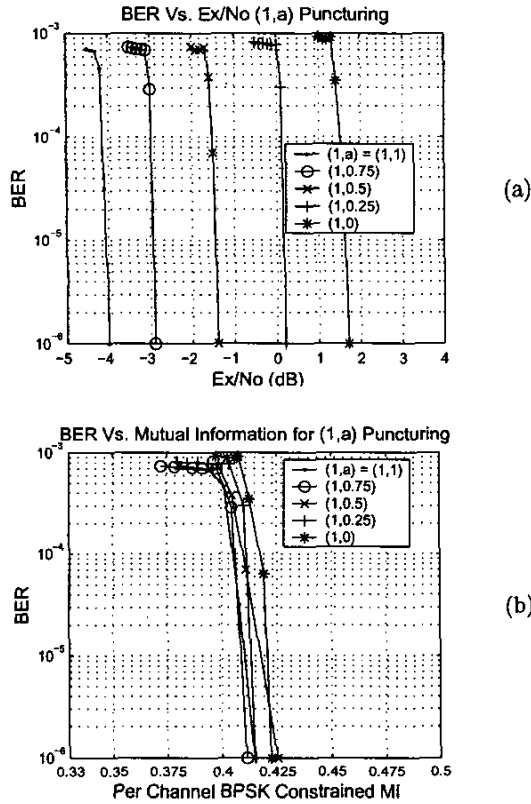 BER Vs. Ex/No (1,a) Puncturing
10^-3
10^-4
10^-5
10^-6
BER
(1,a) = (1,1)
(1,0.75)
(1,0.5)
(1,0.25)
(1,0)
-5 -4 -3 -2 -1 0 1 2 3 4
Ex/No (dB)
(a)
BER Vs. Mutual Information for (1,a) Puncturing
10^-3
10^-4
10^-5
10^-6
BER
(1,a) = (1,1)
(1,0.75)
(1,0.5)
(1,0.25)
(1,0)
0.33 0.35 0.375 0.4 0.425 0.45 0.475 0.5
Per Channel BPSK Constrained MI
(b)